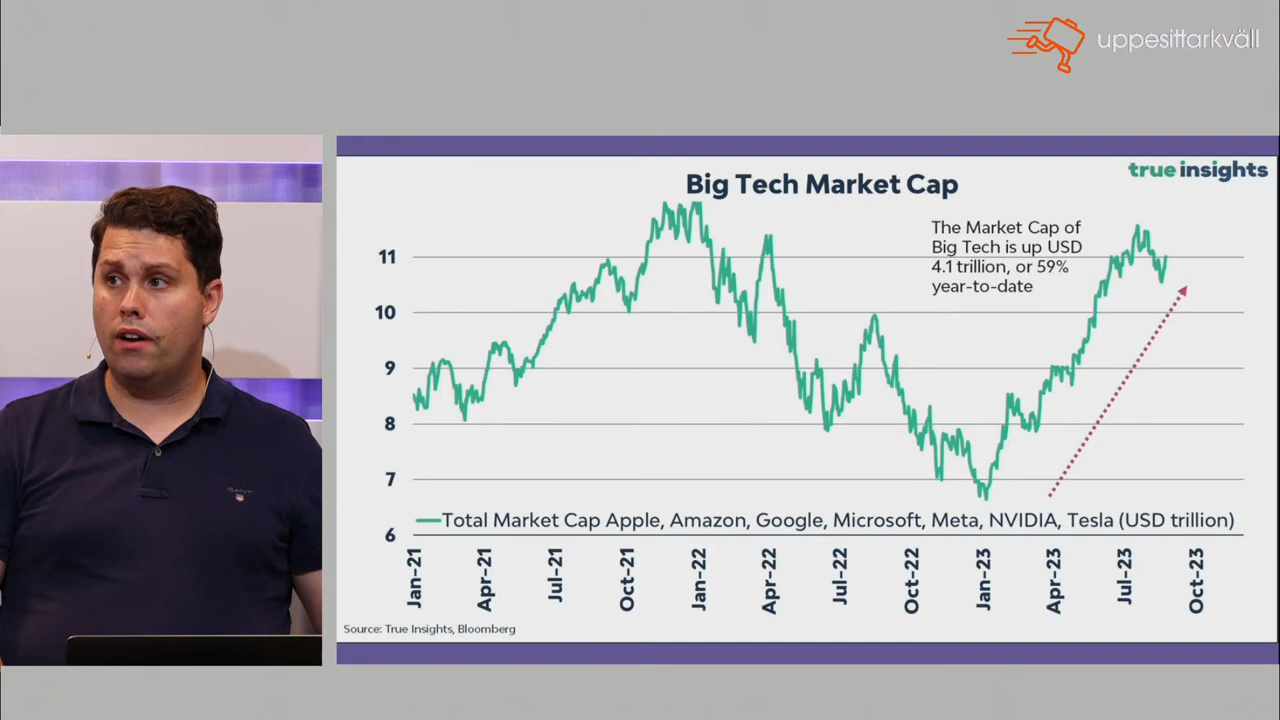 uppesittarkväll
true insights
Big Tech Market Cap
The Market Cap of
Big Tech is up USD
4.1 trillion, or 59%
year-to-date
11
10
9
8
7
6
Total Market Cap Apple, Amazon, Google, Microsoft, Meta, NVIDIA, Tesla (USD trillion)
Jan-21
Apr-21
Jul-21
Oct-21
Jan-22
Apr-22
Jul-22
Oct-22
Jan-23
Apr-23
Jul-23
Oct-23
Source: True Insights, Bloomberg
GANT